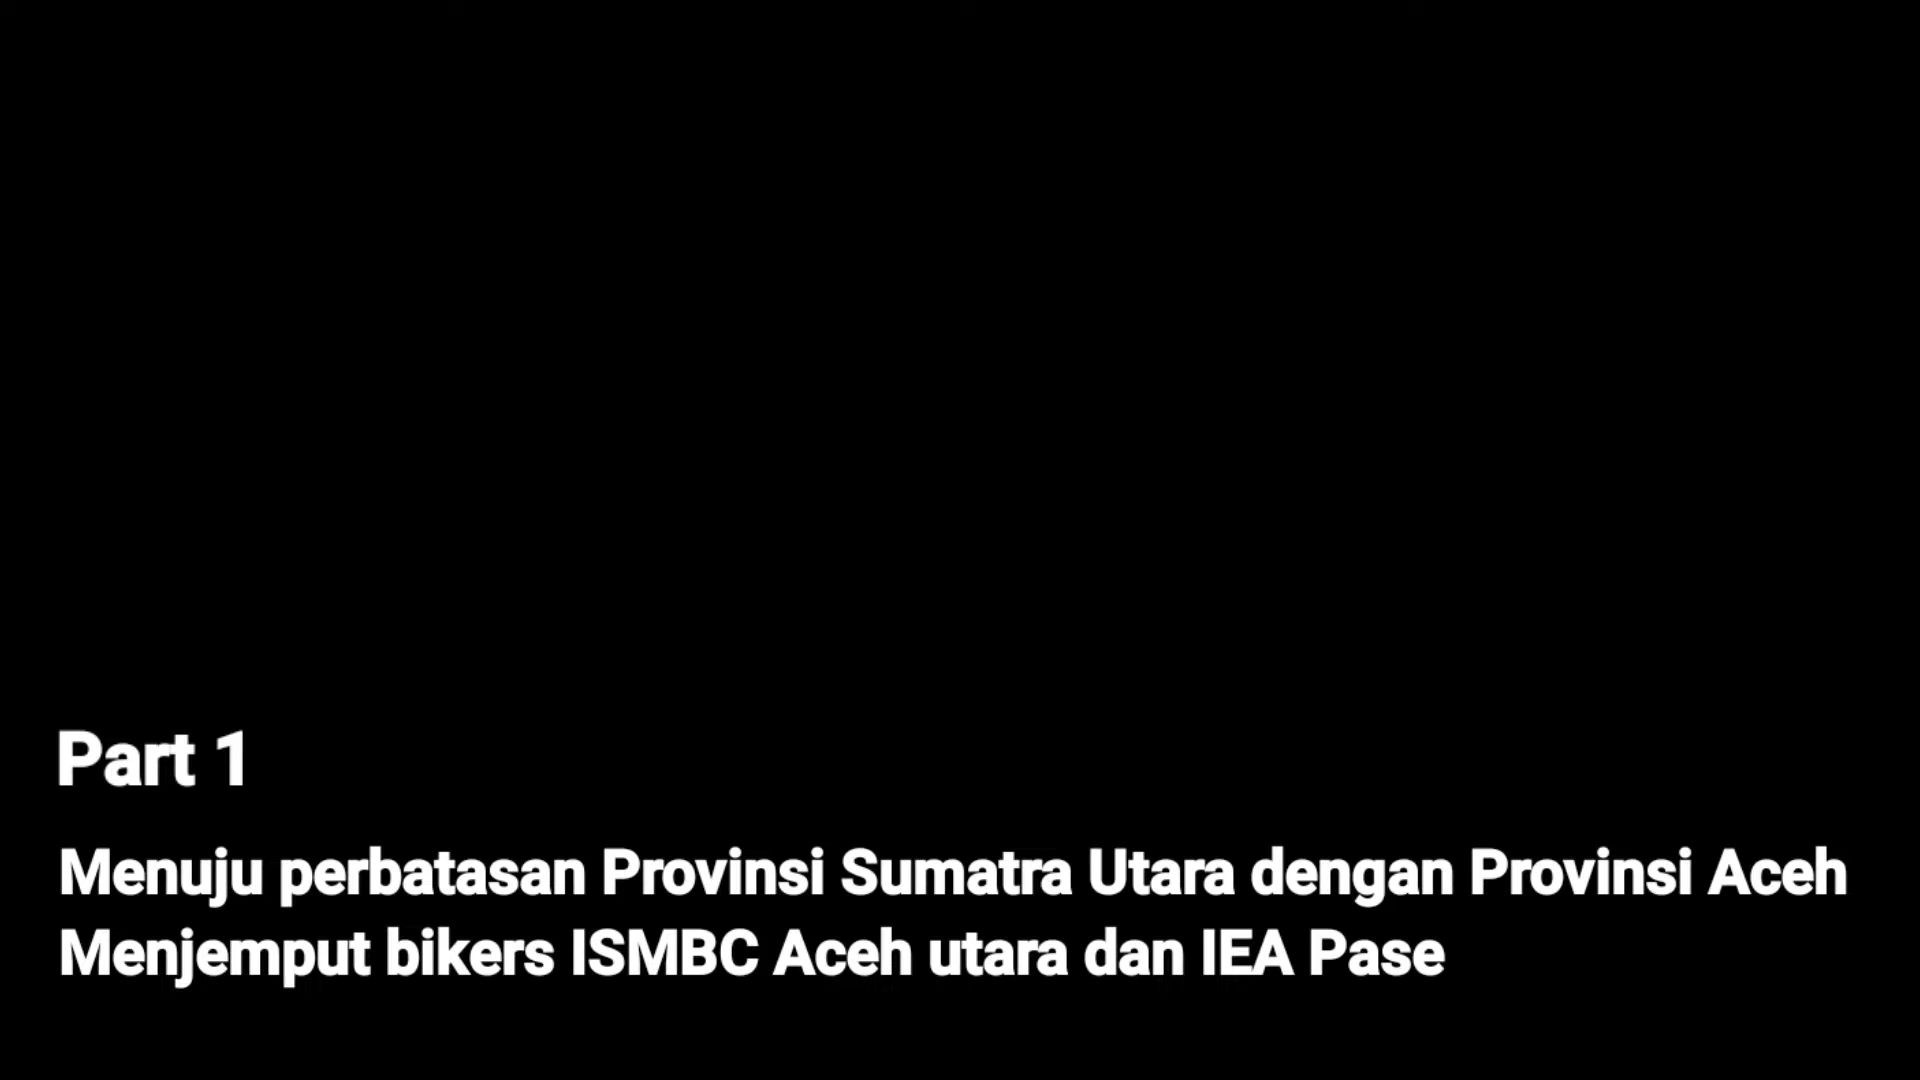 Part 1
Menuju perbatasan Provinsi Sumatra Utara dengan Provinsi Aceh
Menjemput bikers ISMBC Aceh utara dan IEA Pase